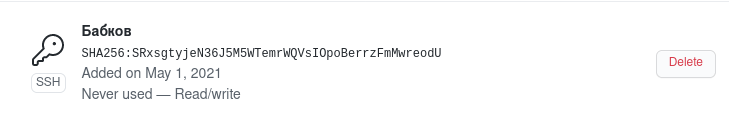 Бабков
SHA256:SRxsgtyjeN36J5M5WTemrWQVsIOpoBerrzFmMwreodU
SSH
Added on May 1, 2021
Never used — Read/write
Delete